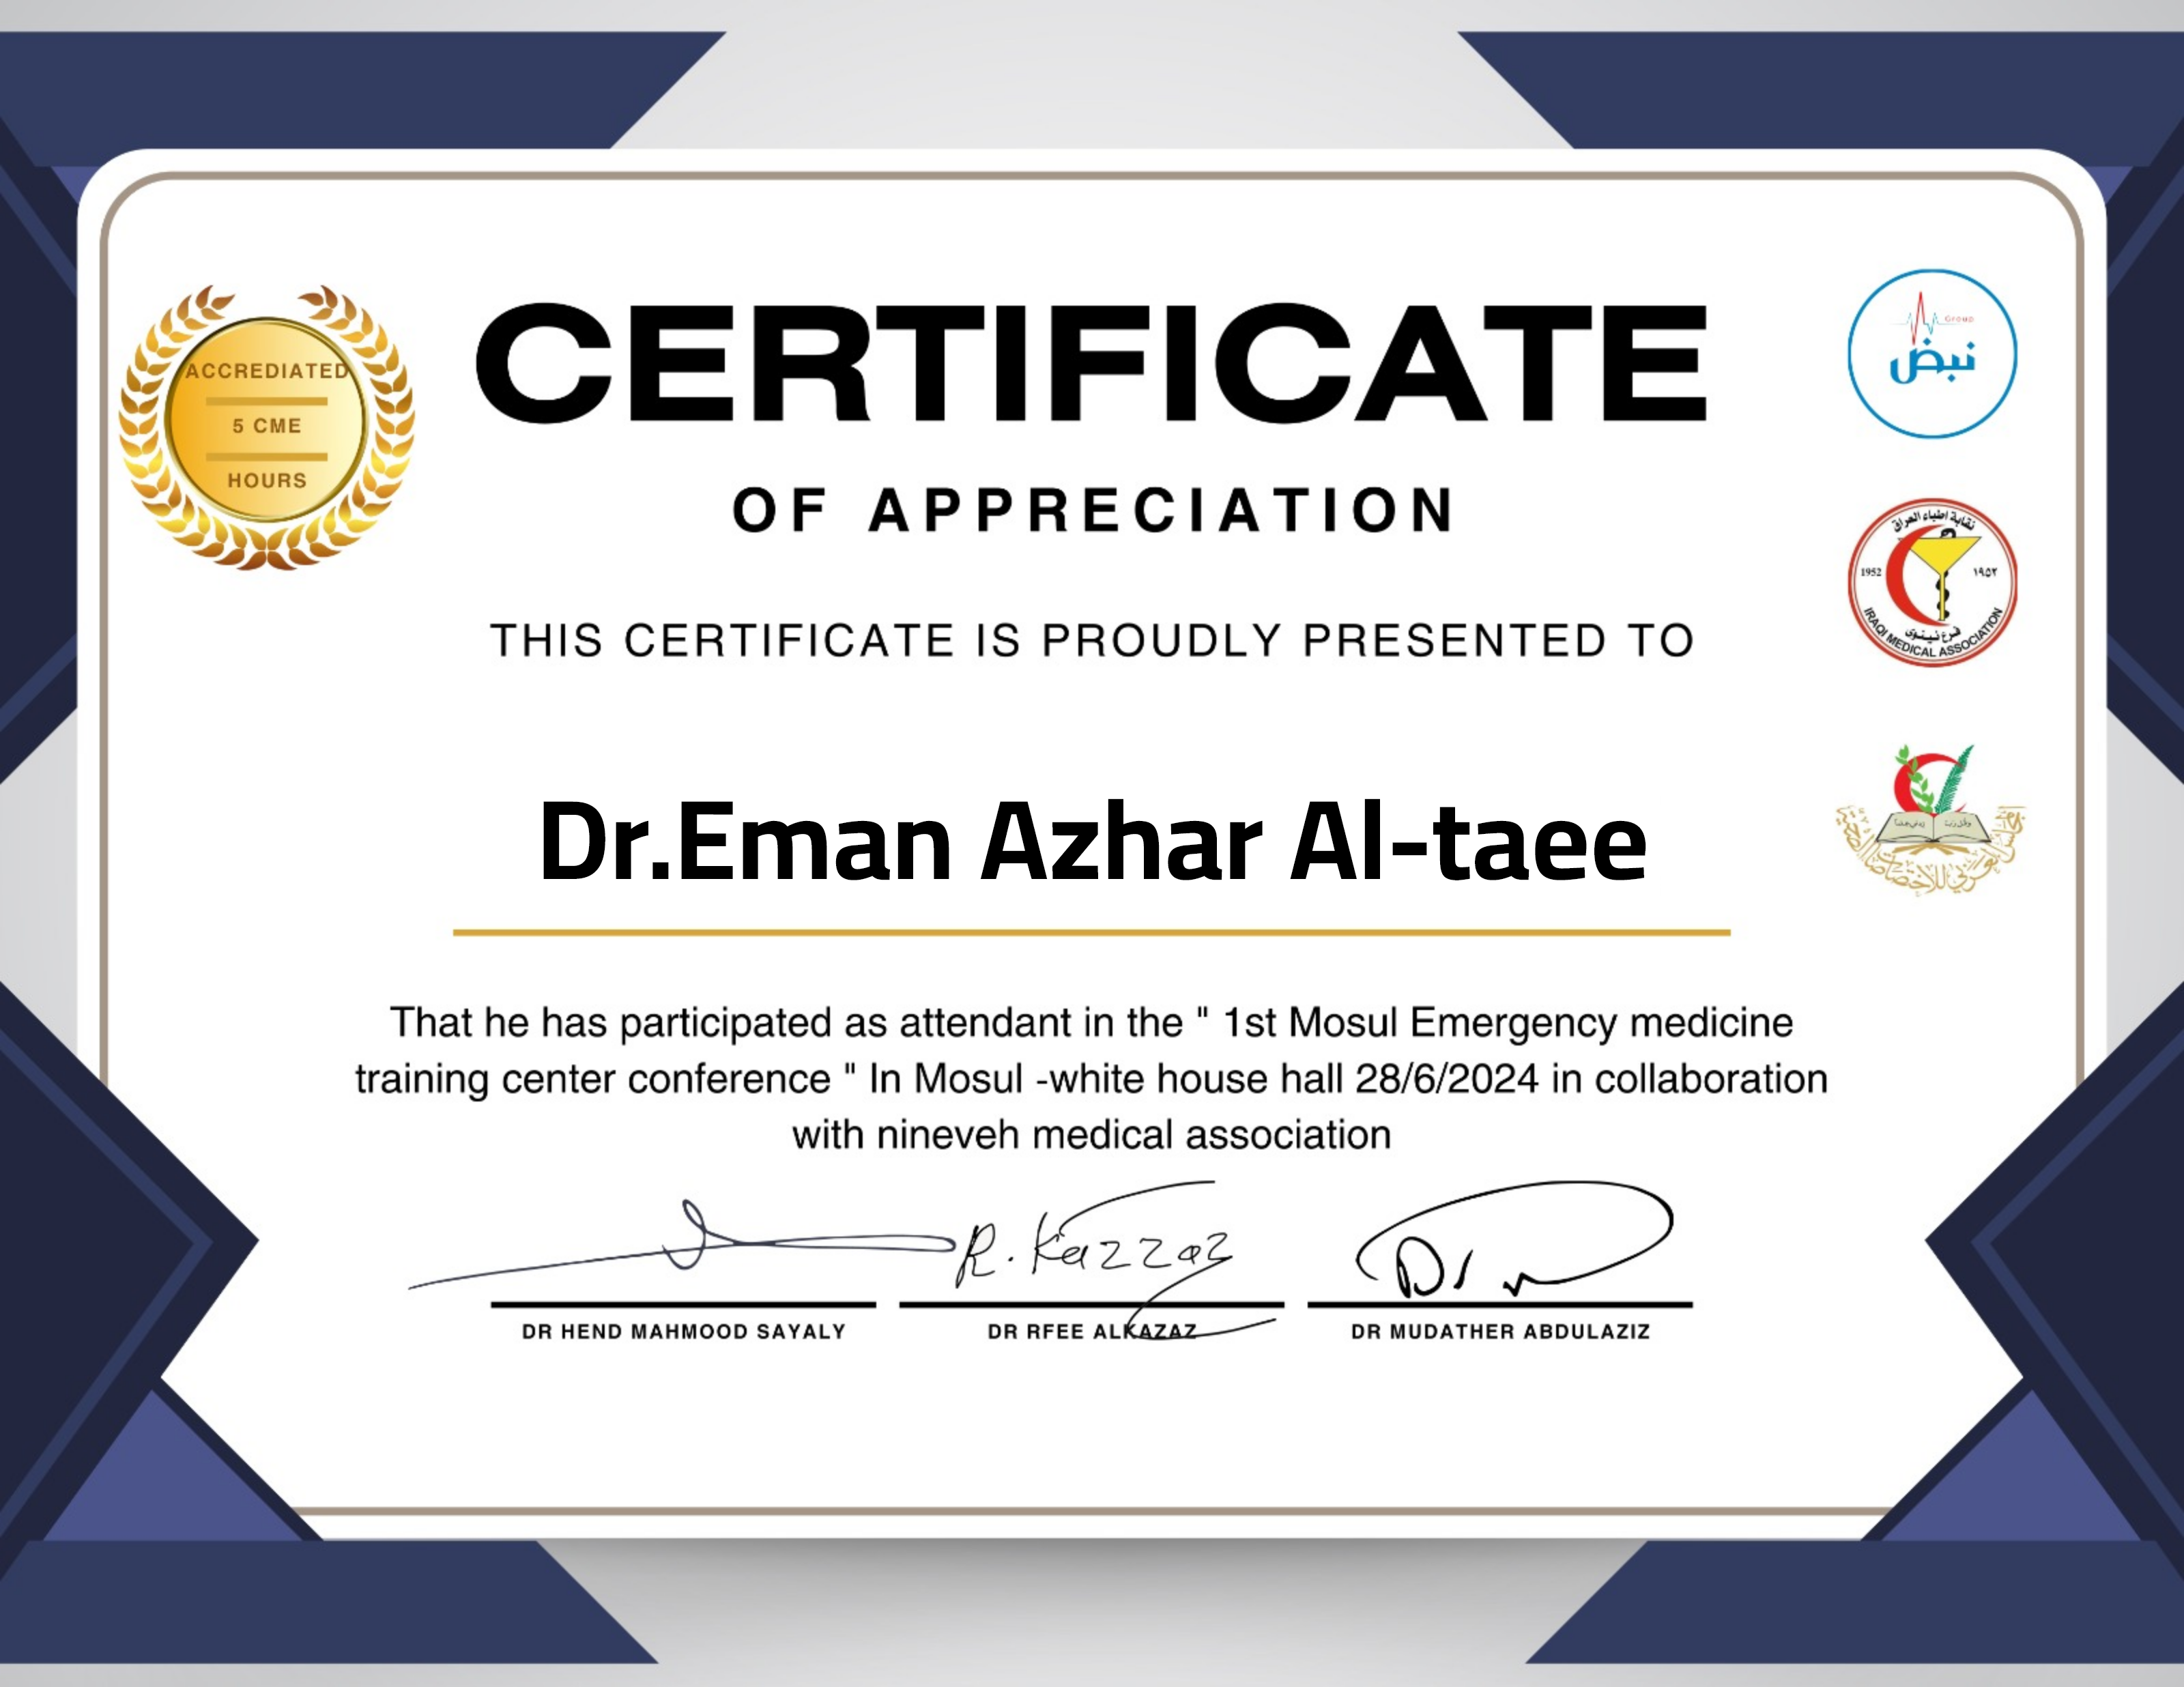 ACCREDIATED
5 CME
HOURS
CERTIFICATE
OF APPRECIATION
THIS CERTIFICATE IS PROUDLY PRESENTED TO
Dr.Eman Azhar Al-taee
That he has participated as attendant in the " 1st Mosul Emergency medicine
training center conference " In Mosul -white house hall 28/6/2024 in collaboration
with nineveh medical association
R. Kazzaz
DR HEND MAHMOOD SAYALY
DR RFEE ALKAZAZ
DR MUDATHER ABDULAZIZ
Group
نبض
نقابة اطباء العراق
1952
١٩٥٢
فرع نينوى
IRAQI MEDICAL ASSOCIATION